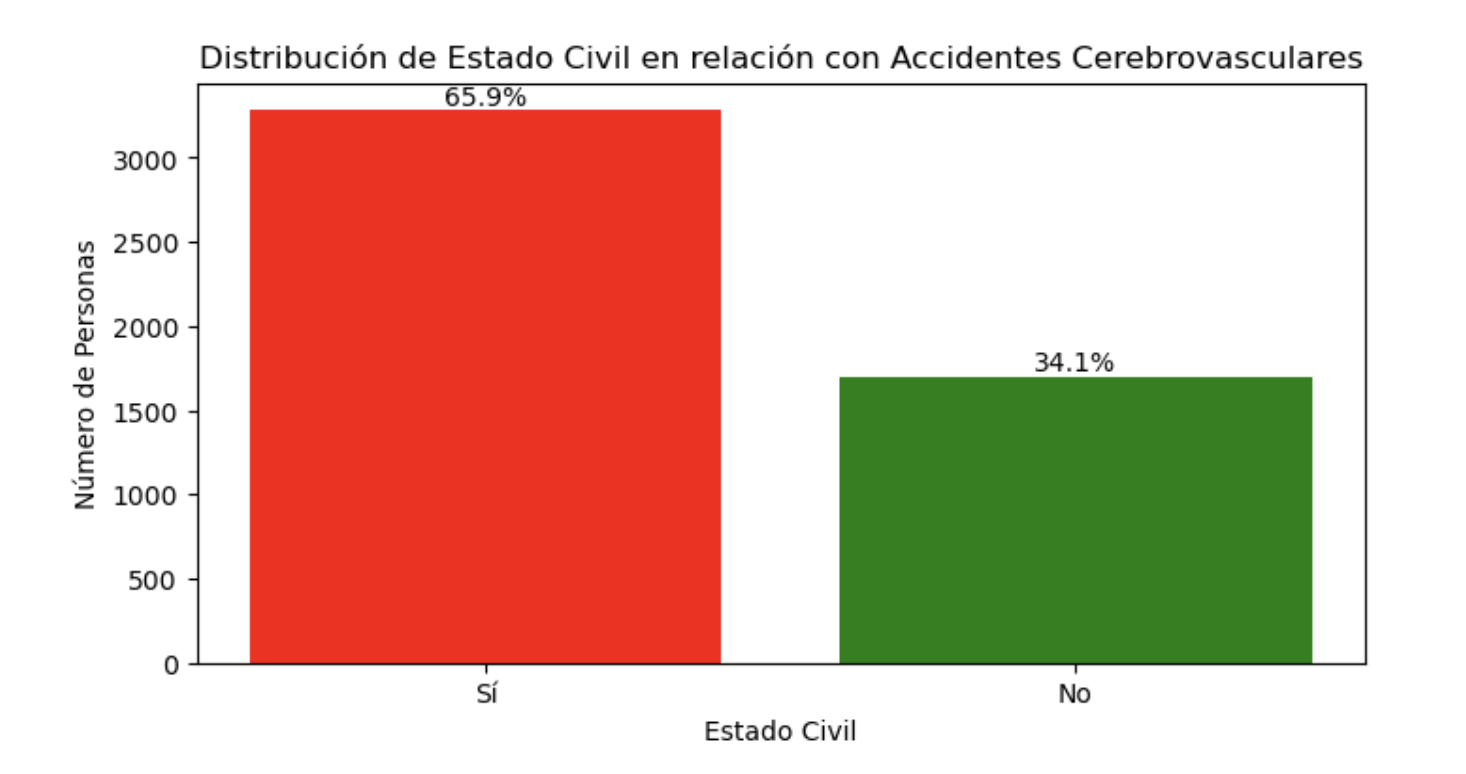 Distribución de Estado Civil en relación con Accidentes Cerebrovasculares
65.9%
34.1%
3000
2500
2000
1500
1000
500
0
Número de Personas
Sí
No
Estado Civil